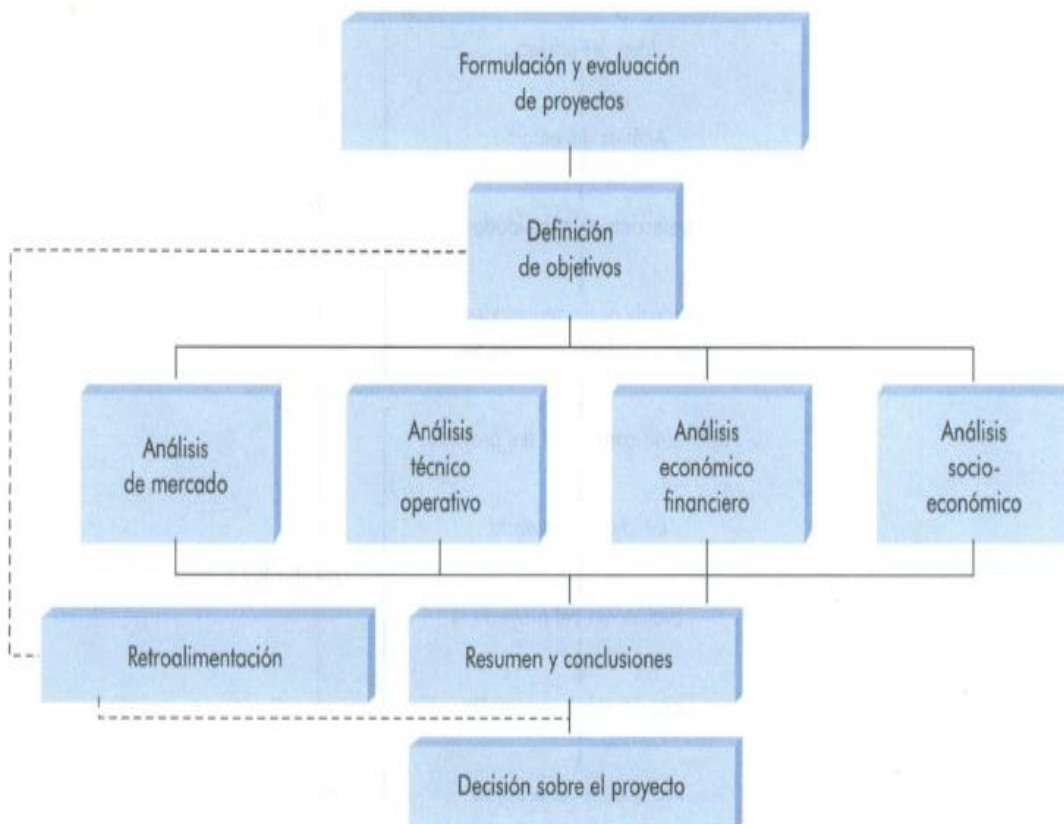 Formulación y evaluación
de proyectos
Definición
de objetivos
Análisis
de mercado
Análisis
técnico
operativo
Análisis
económico
financiero
Análisis
socio-
económico
Retroalimentación
Resumen y conclusiones
Decisión sobre el proyecto